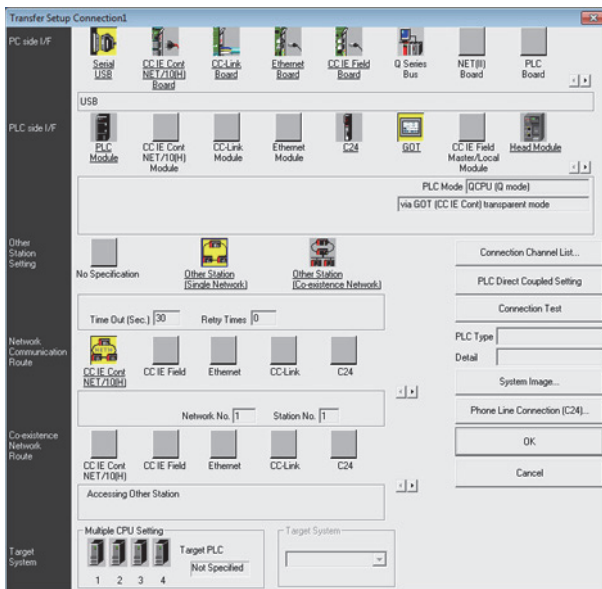 Transfer Setup Connection1
PC side I/F
Serial USB
CC IE Cont NET/10(H) Board
CC-Link Board
Ethernet Board
CC IE Field Board
Q Series Bus
NET(II) Board
PLC Board
USB
PLC side I/F
PLC Module
CC IE Cont NET/10(H) Module
CC-Link Module
Ethernet Module
C24
GOT
CC IE Field Master/Local Module
Head Module
PLC Mode QCPU (Q mode)
via GOT (CC IE Cont) transparent mode
Other Station Setting
No Specification
Other Station (Single Network)
Other Station (Co-existence Network)
Time Out (Sec.) 30 Retry Times 0
Connection Channel List...
PLC Direct Coupled Setting
Connection Test
PLC Type
Detail
System Image...
Phone Line Connection (C24)...
OK
Cancel
Network Communication Route
CC IE Cont NET/10(H)
CC IE Field
Ethernet
CC-Link
C24
Network No. 1 Station No. 1
Co-existence Network Route
CC IE Cont NET/10(H)
CC IE Field
Ethernet
CC-Link
C24
Accessing Other Station
Target System
Multiple CPU Setting
1 2 3 4
Target PLC
Not Specified
Target System